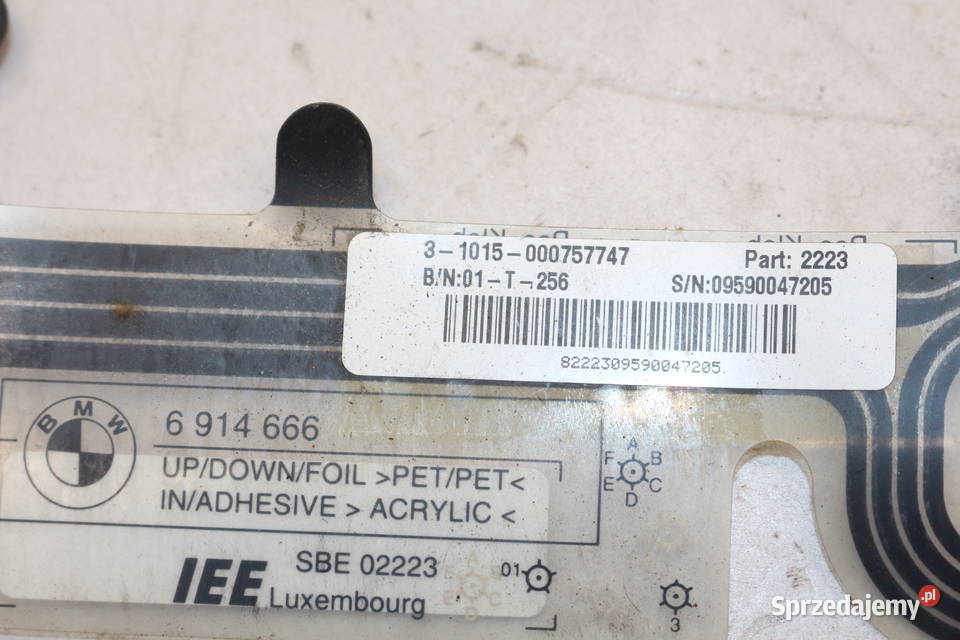 3-1015-000757747 Part: 2223
B/N:01-T-256 S/N:09590047205
8222309590047205
BMW
6 914 666
UP/DOWN/FOIL >PET/PET<
IN/ADHESIVE > ACRYLIC <
IEE SBE 02223
Luxembourg
A
F B
E C
D
01
3
Sprzedajemy.pl